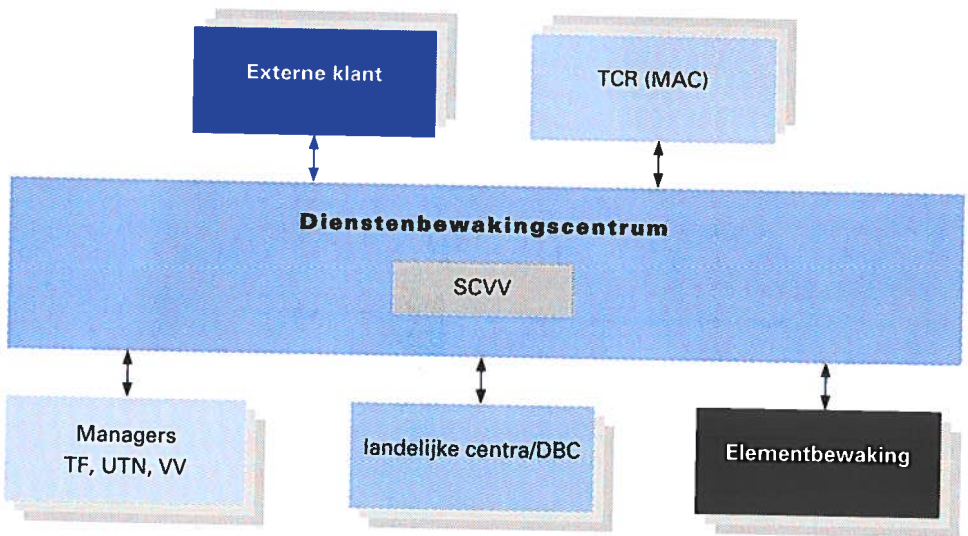 Externe klant
TCR (MAC)
Dienstenbewakingscentrum
SCVV
Managers
TF, UTN, VV
landelijke centra/DBC
Elementbewaking